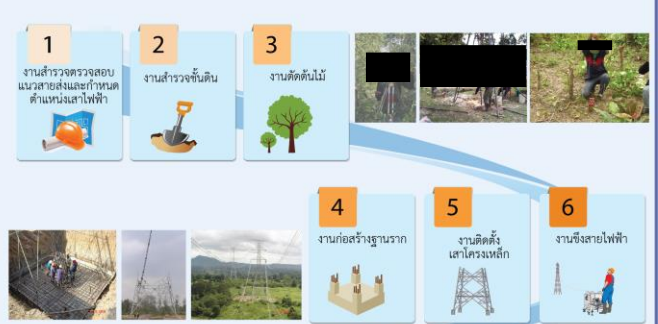 1
งานสำรวจตรวจสอบ
แนวสายส่งและกำหนด
ตำแหน่งเสาไฟฟ้า
2
งานสำรวจชั้นดิน
3
งานตัดต้นไม้
4
งานก่อสร้างฐานราก
5
งานติดตั้ง
เสาโครงเหล็ก
6
งานขึงสายไฟฟ้า